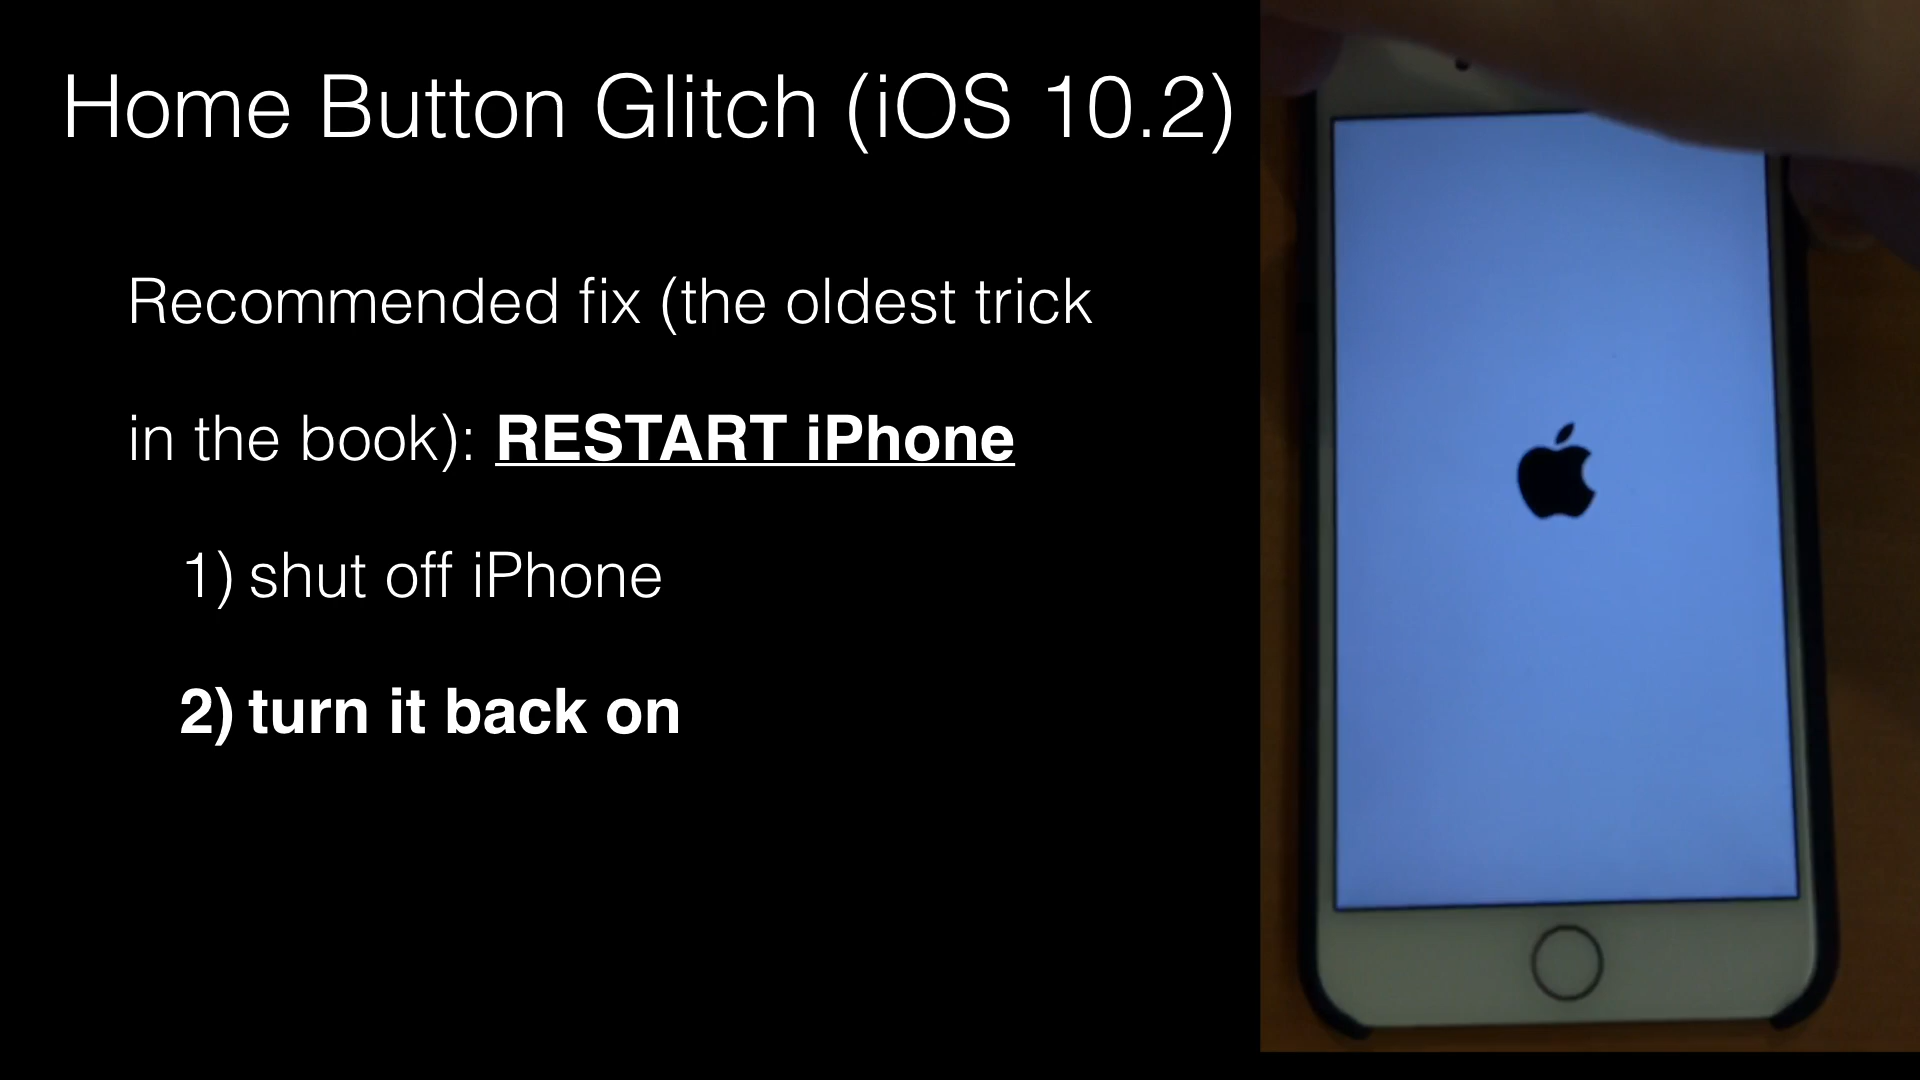 Home Button Glitch (iOS 10.2)
Recommended fix (the oldest trick
in the book): RESTART iPhone
1) shut off iPhone
2) turn it back on